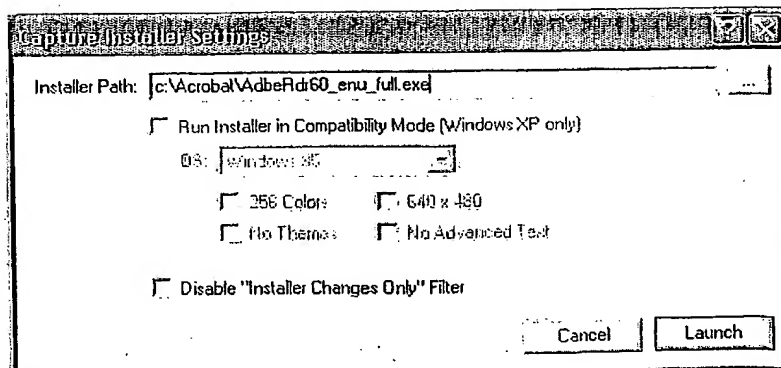 Capture Installer Settings
Installer Path: c:\Acrobat\AdbeRdr60_enu_full.exe ...
Run Installer in Compatibility Mode (Windows XP only)
OS: Windows 95
256 Colors 640 x 480
No Themes No Advanced Text
Disable "Installer Changes Only" Filter
Cancel Launch